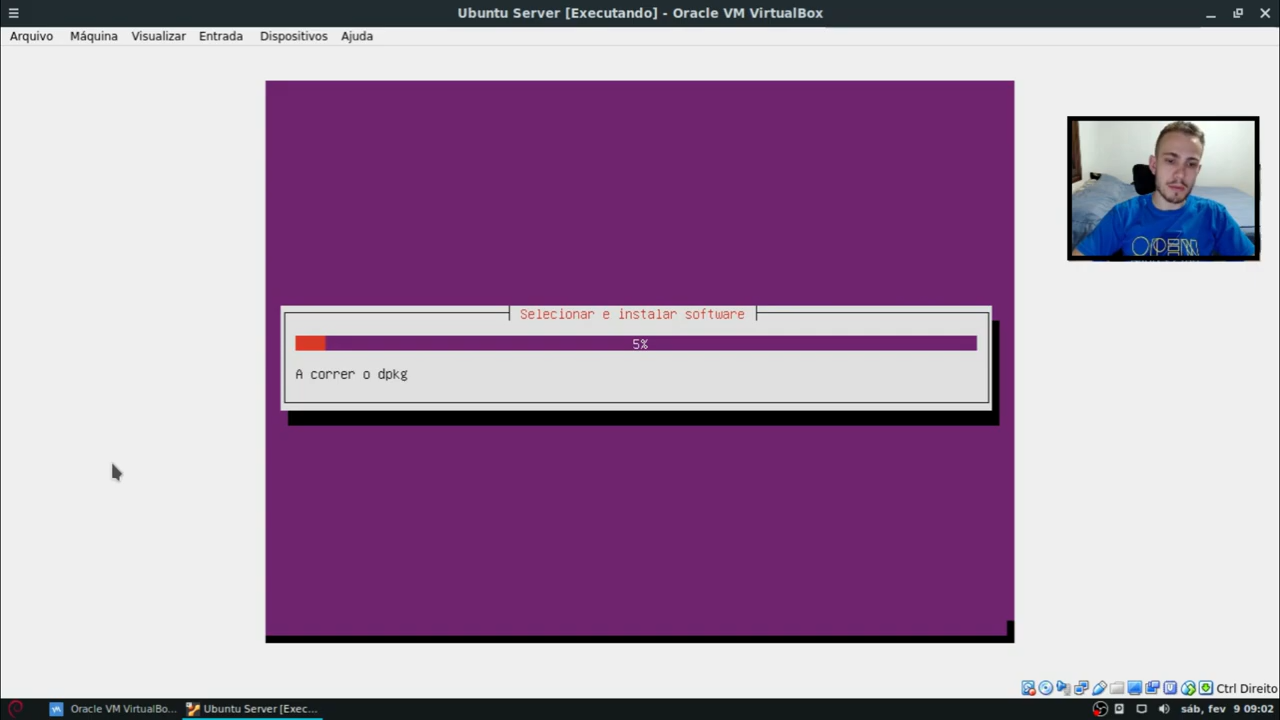 Ubuntu Server [Executando] - Oracle VM VirtualBox
Arquivo Máquina Visualizar Entrada Dispositivos Ajuda
Selecionar e instalar software
5%
A correr o dpkg
OPEN
Ctrl Direito
Oracle VM VirtualBo... Ubuntu Server [Exec... sáb, fev 9 09:02